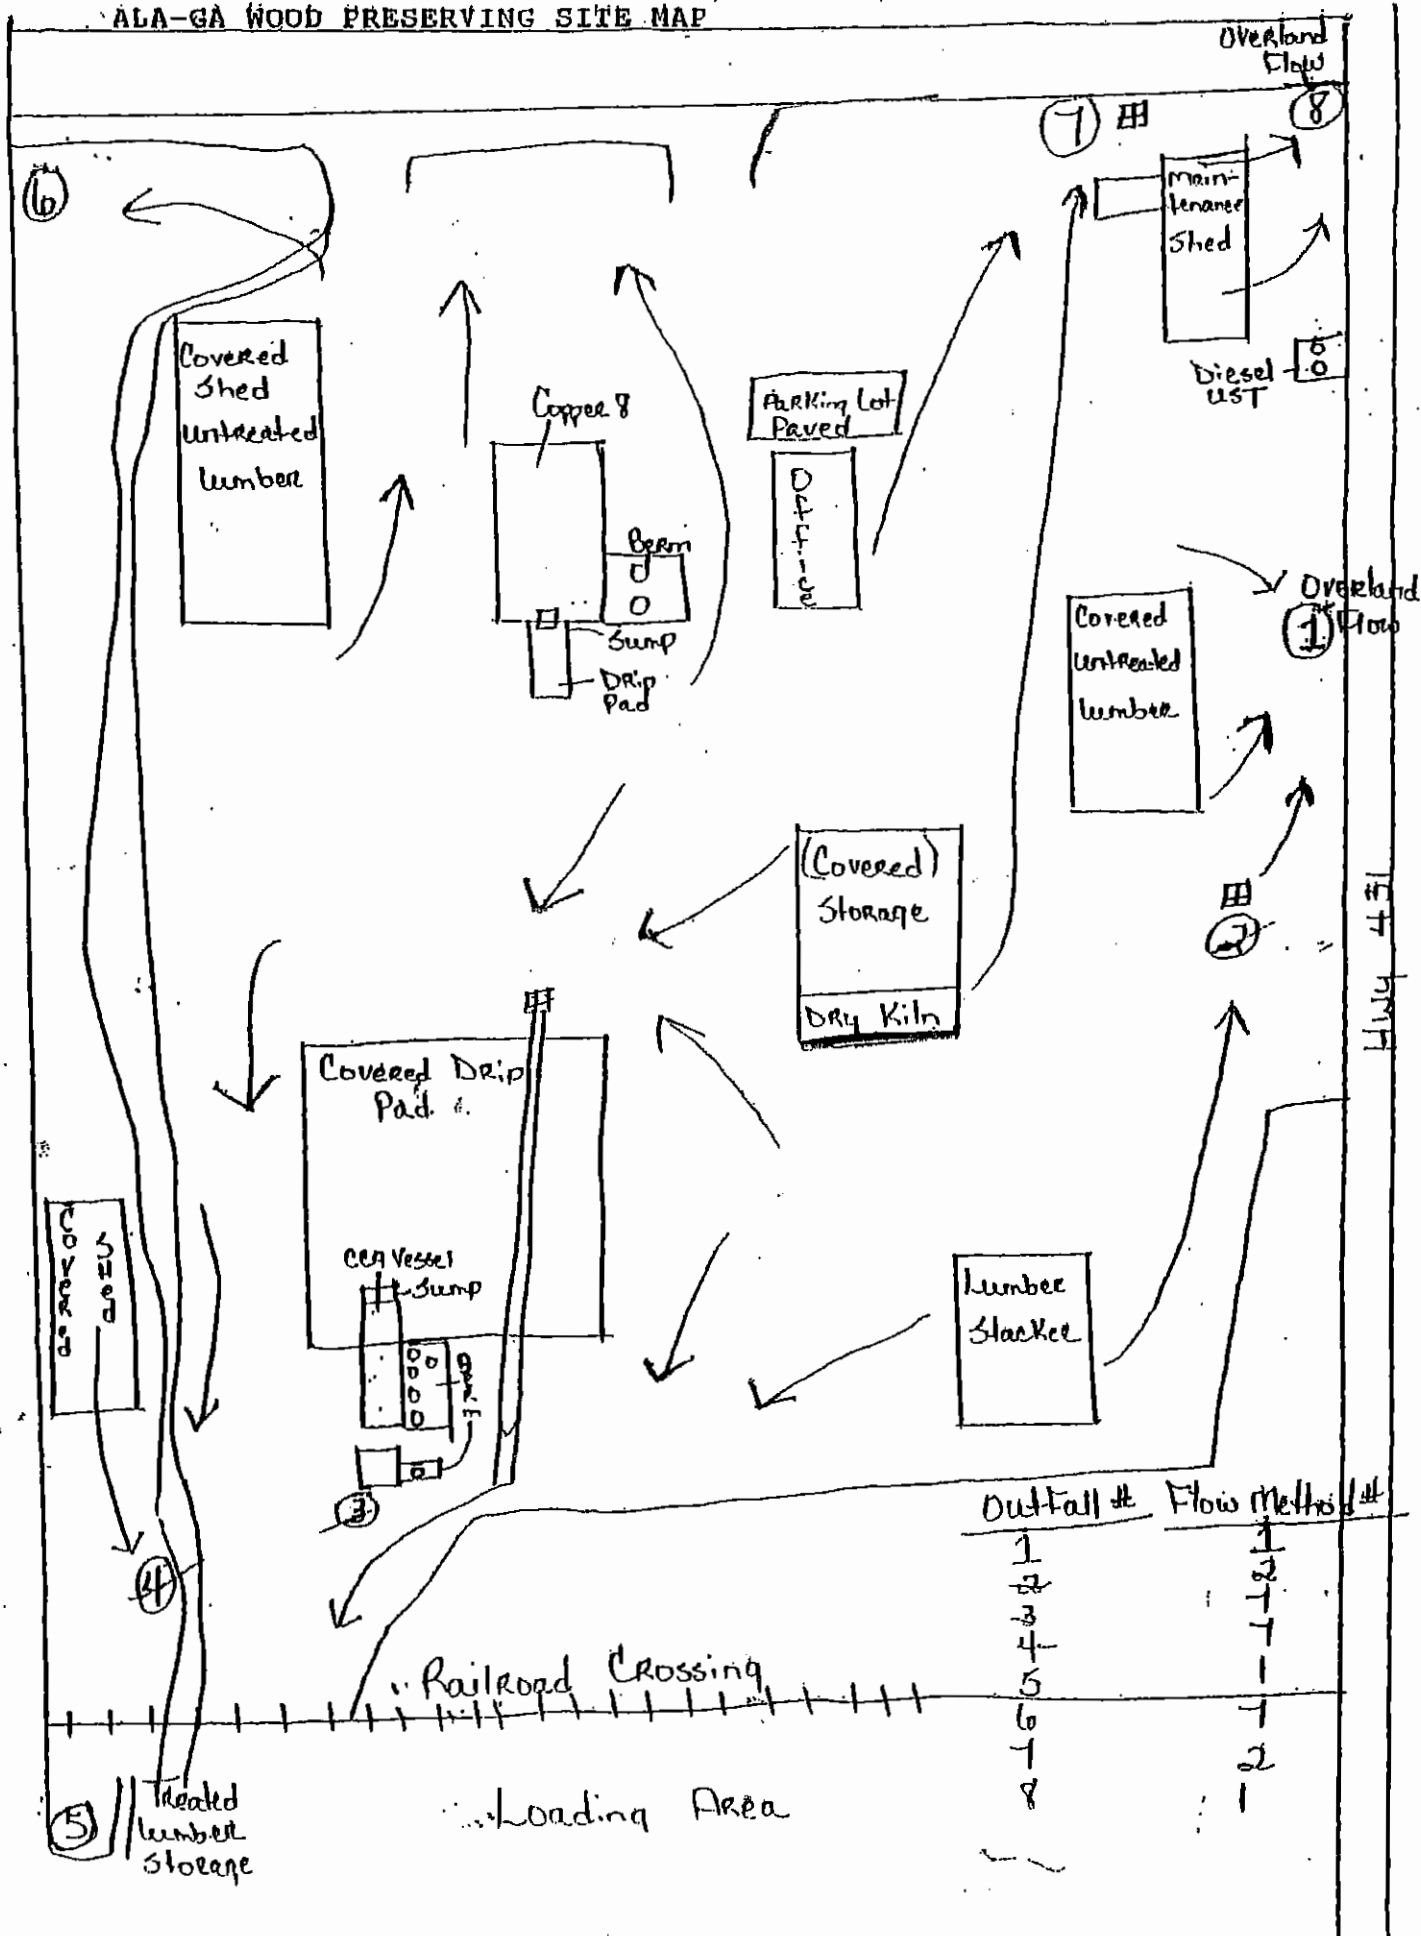 ALA-GA WOOD PRESERVING SITE MAP
Overland
Flow
8
7
6
Main-
tenance
Shed
Covered
Shed
Untreated
Lumber
Copper 8
Parking Lot
Paved
Diesel
UST
Office
Berm
Sump
Drip
Pad
Overland
Flow
1
Covered
Untreated
Lumber
(Covered)
Storage
Dry Kiln
2
HWY 431
Covered Drip
Pad
Covered
Shed
CCA Vessel
Sump
Lumber
Stacker
3
4
OutFall # Flow Method #
1 1
2 2
3
4
5 1
6
7 2
8 1
Railroad Crossing
5
Treated
Lumber
Storage
Loading Area